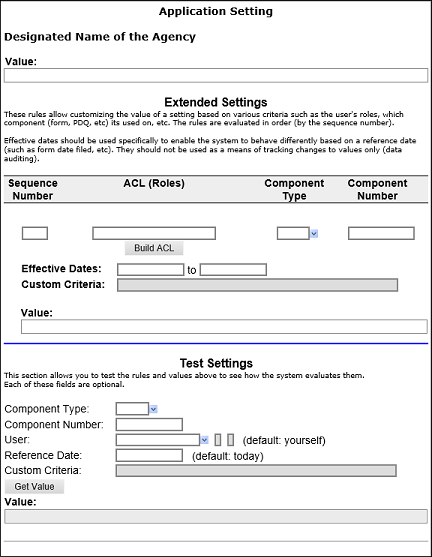 Application Setting
Designated Name of the Agency
Value:
Extended Settings
These rules allow customizing the value of a setting based on various criteria such as the user's roles, which
component (form, PDQ, etc) its used on, etc. The rules are evaluated in order (by the sequence number).
Effective dates should be used specifically to enable the system to behave differently based on a reference date
(such as form date filed, etc). They should not be used as a means of tracking changes to values only (data
auditing).
Sequence ACL (Roles) Component Component
Number Type Number
Build ACL
Effective Dates: to
Custom Criteria:
Value:
Test Settings
This section allows you to test the rules and values above to see how the system evaluates them.
Each of these fields are optional.
Component Type:
Component Number:
User: (default: yourself)
Reference Date: (default: today)
Custom Criteria:
Get Value
Value: